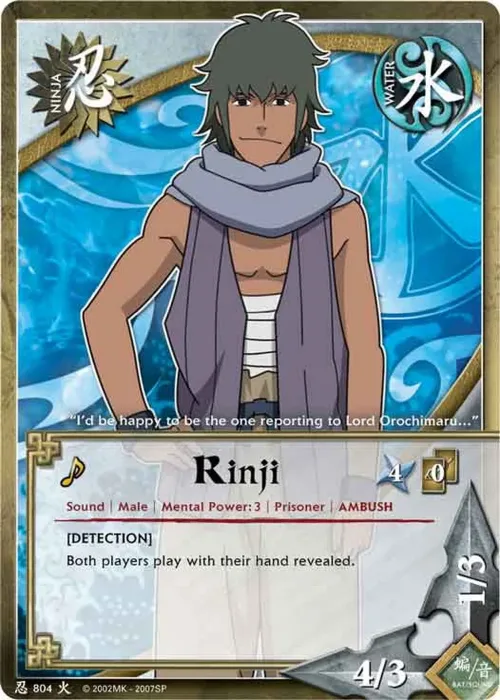 NINJA
忍
WATER
水
"I'd be happy to be the one reporting to Lord Orochimaru..."
Rinji
4
0
Sound | Male | Mental Power: 3 | Prisoner | AMBUSH
[DETECTION]
Both players play with their hand revealed.
1/3
4/3
蝙/音
BAT/SOUND
忍 804 火 © 2002MK - 2007SP